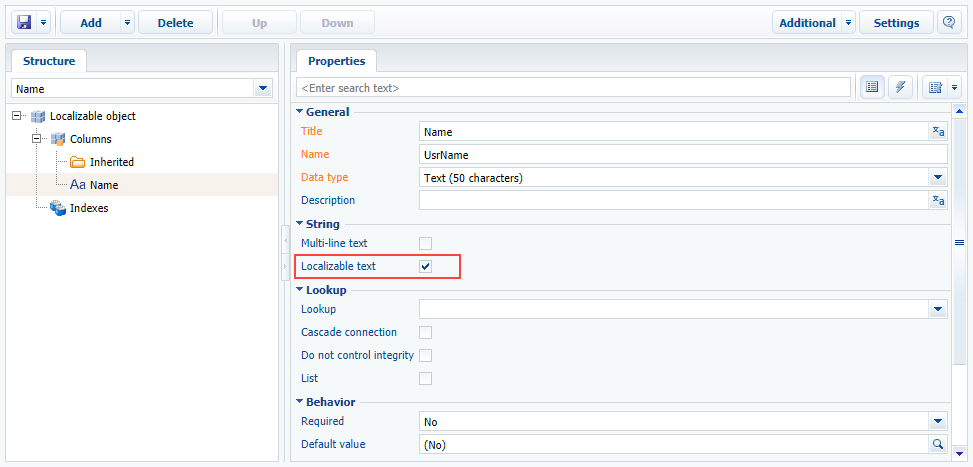 Add Delete Up Down Additional Settings
Structure
Name
Localizable object
Columns
Inherited
Aa Name
Indexes
Properties
<Enter search text>
General
Title Name
Name UsrName
Data type Text (50 characters)
Description
String
Multi-line text
Localizable text
Lookup
Lookup
Cascade connection
Do not control integrity
List
Behavior
Required No
Default value (No)